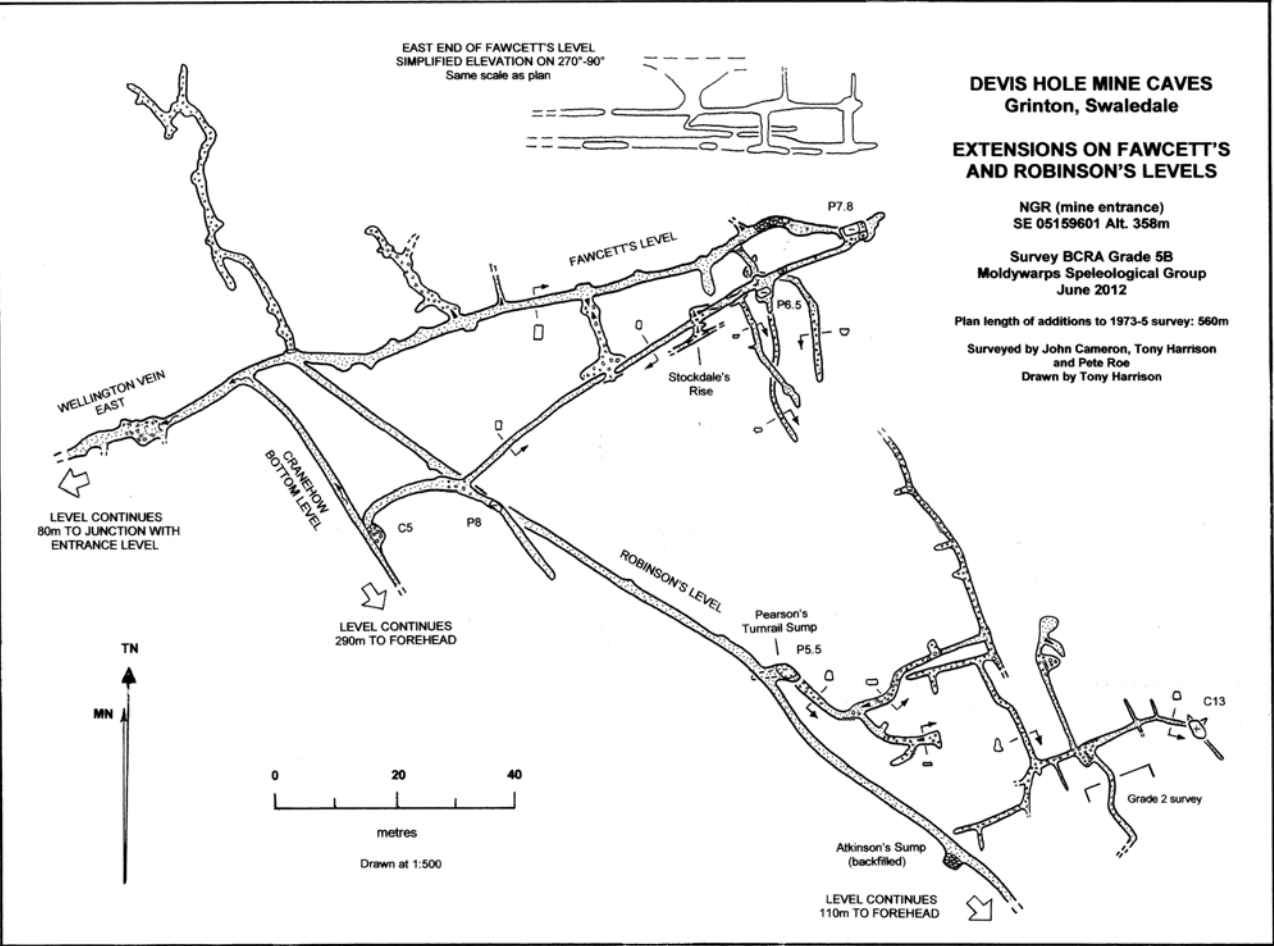 EAST END OF FAWCETT'S LEVEL
SIMPLIFIED ELEVATION ON 270°-90°
Same scale as plan
DEVIS HOLE MINE CAVES
Grinton, Swaledale
EXTENSIONS ON FAWCETT'S
AND ROBINSON'S LEVELS
NGR (mine entrance)
SE 05159601 Alt. 358m
Survey BCRA Grade 5B
Moldywarps Speleological Group
June 2012
Plan length of additions to 1973-5 survey: 560m
Surveyed by John Cameron, Tony Harrison
and Pete Roe
Drawn by Tony Harrison
P7.8
FAWCETT'S LEVEL
P6.5
Stockdale's
Rise
WELLINGTON VEIN
EAST
CRANEHOW
BOTTOM LEVEL
LEVEL CONTINUES
80m TO JUNCTION WITH
ENTRANCE LEVEL
C5
P8
ROBINSON'S LEVEL
LEVEL CONTINUES
290m TO FOREHEAD
Pearson's
Turnrail Sump
P5.5
TN
MN
C13
0 20 40
metres
Drawn at 1:500
Grade 2 survey
Atkinson's Sump
(backfilled)
LEVEL CONTINUES
110m TO FOREHEAD